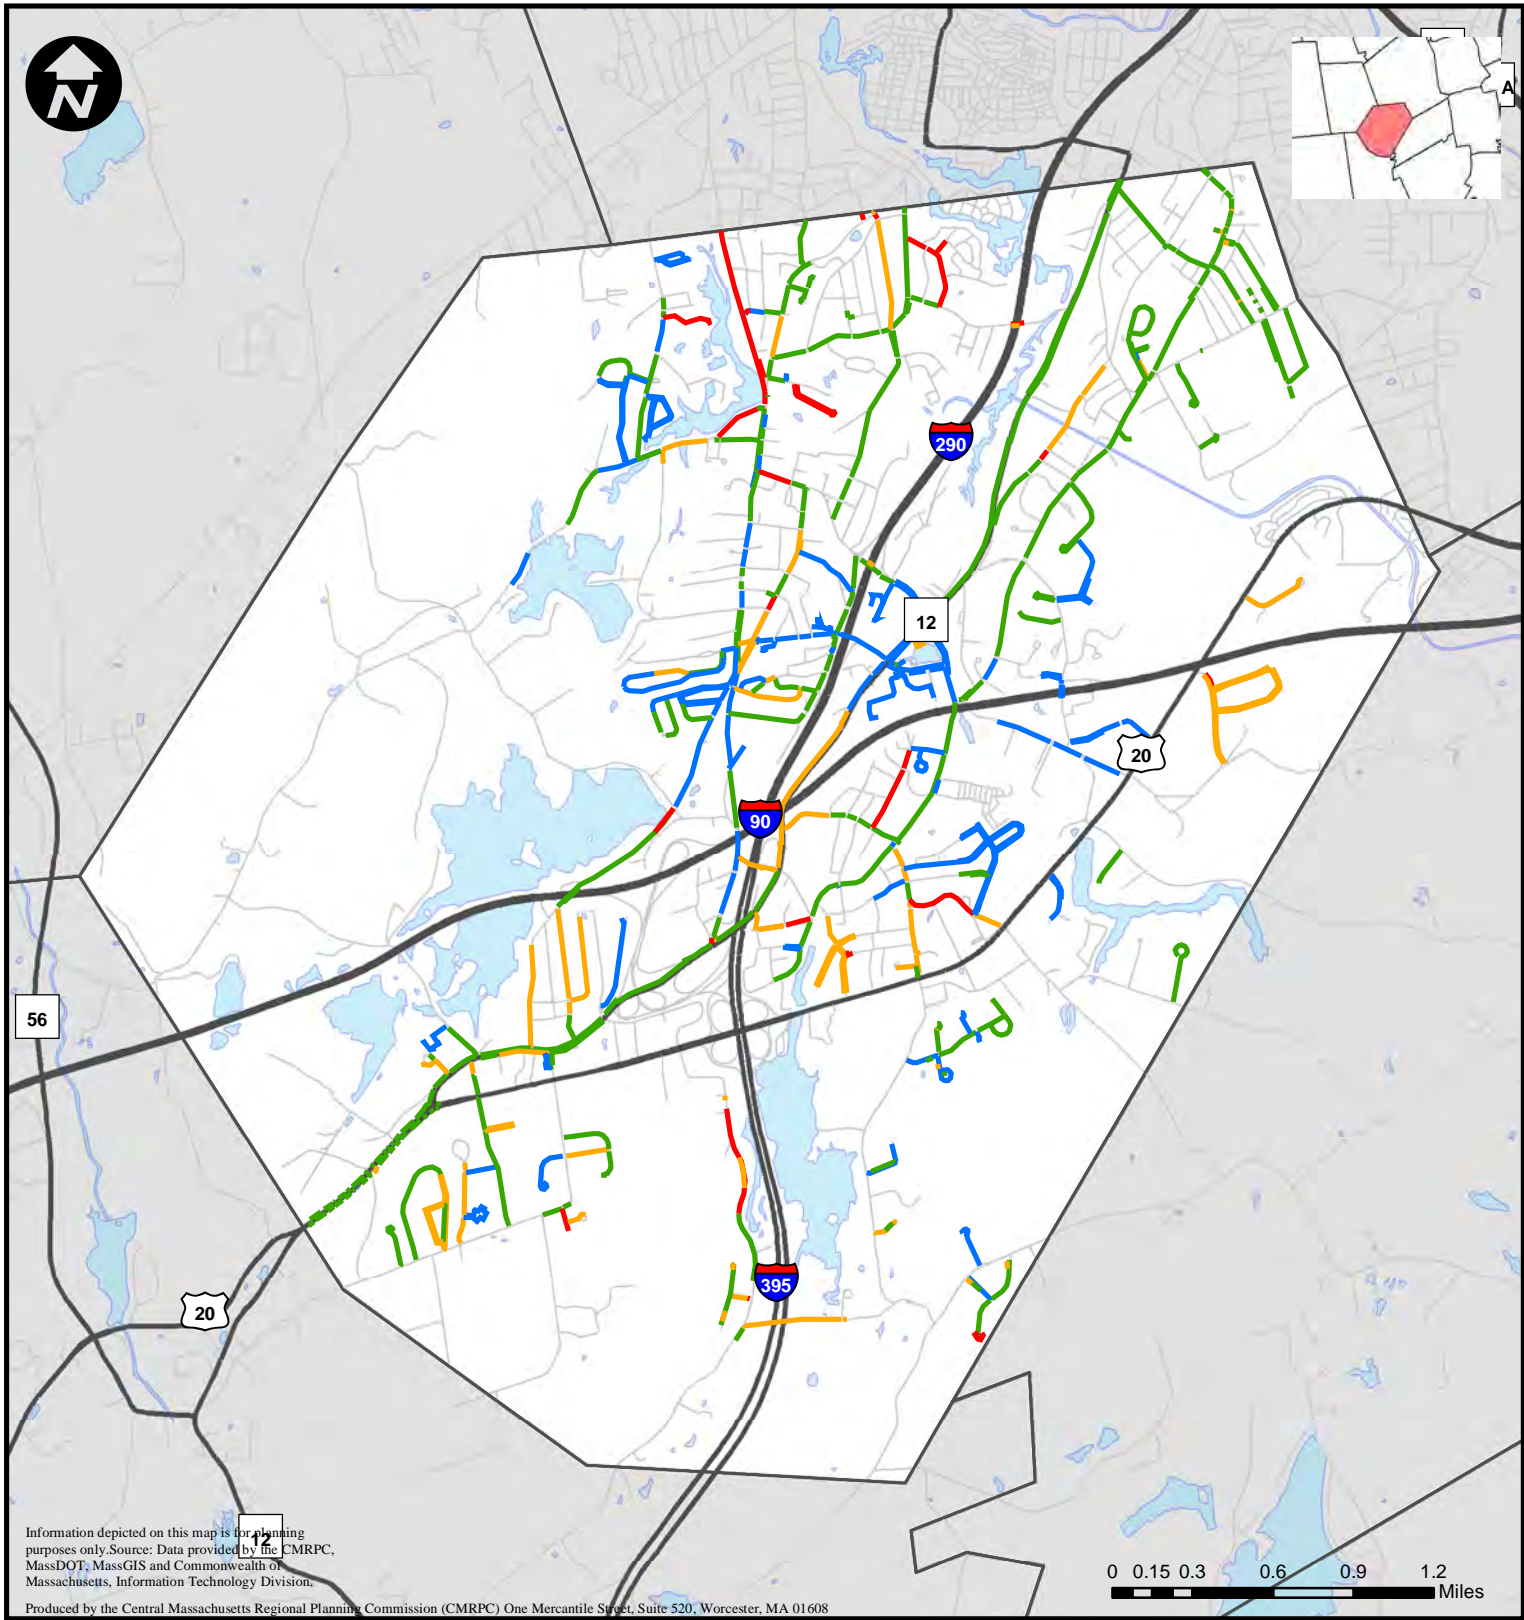 N
A
290
12
20
90
56
395
20
12
Information depicted on this map is for planning
purposes only.Source: Data provided by the CMRPC,
MassDOT, MassGIS and Commonwealth of
Massachusetts, Information Technology Division.
0 0.15 0.3 0.6 0.9 1.2
Miles
Produced by the Central Massachusetts Regional Planning Commission (CMRPC) One Mercantile Street, Suite 520, Worcester, MA 01608